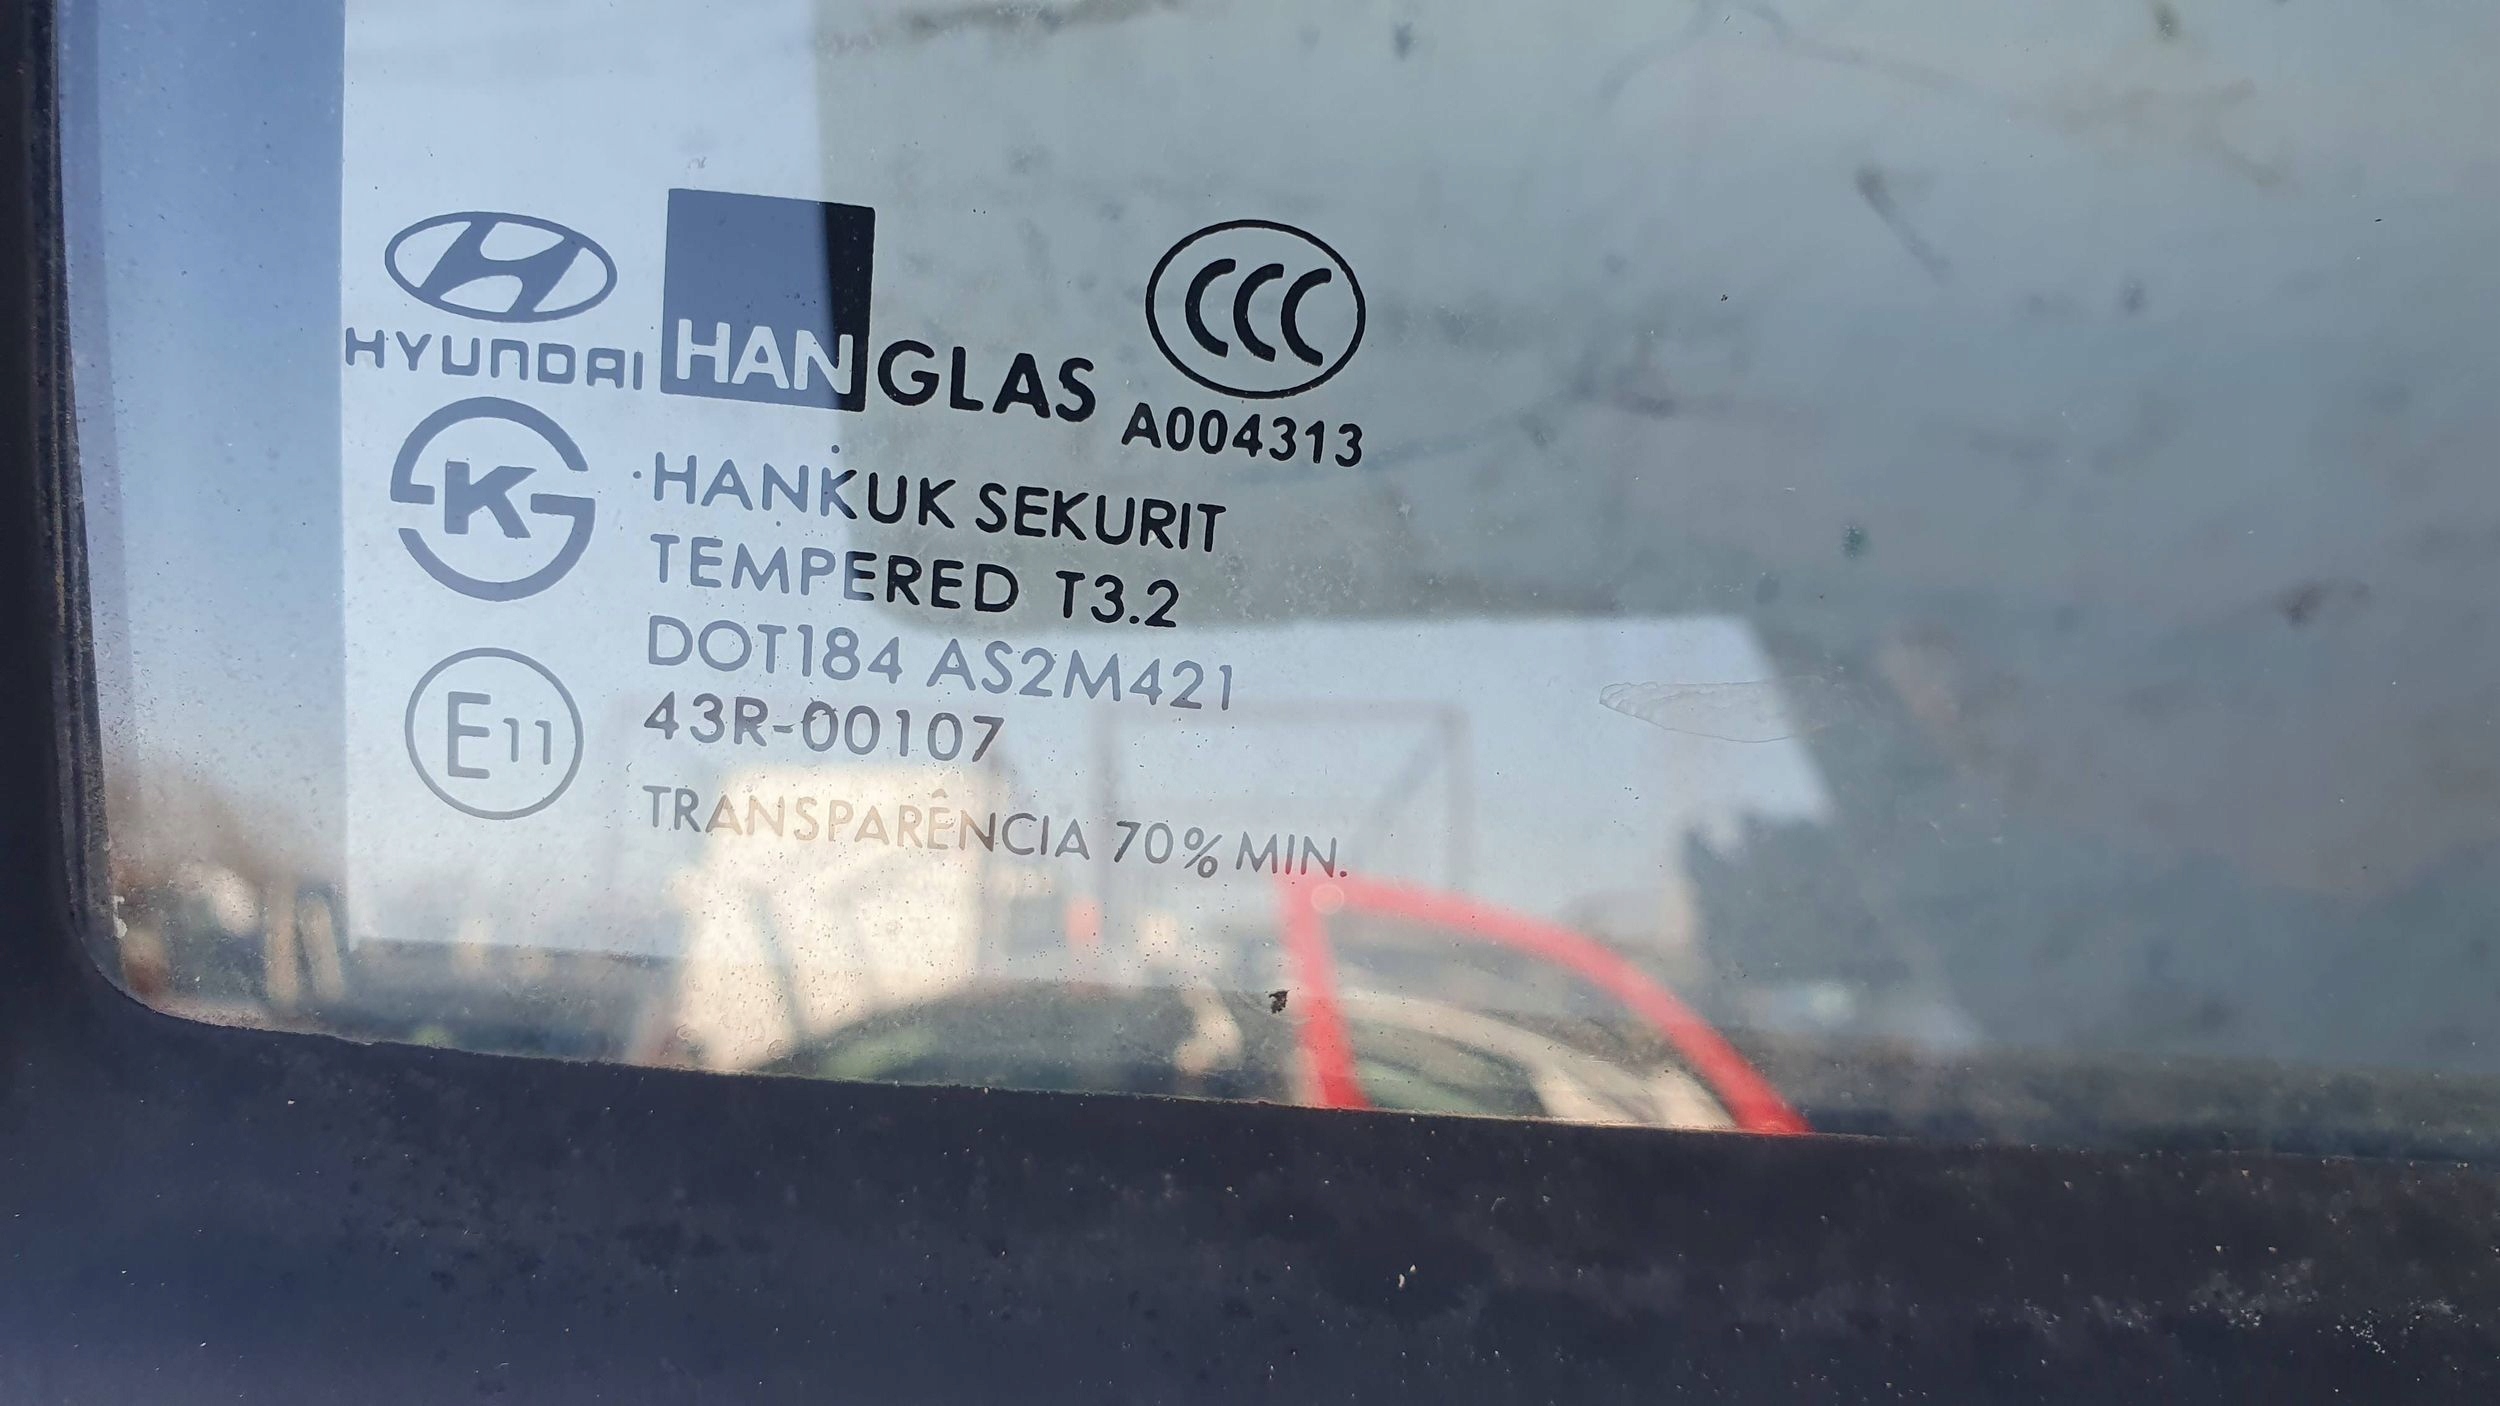 HYUNDAI
HANGLAS
CCC
A004313
K
HANKUK SEKURIT
TEMPERED T3.2
DOT184 AS2M421
E11
43R-00107
TRANSPARÊNCIA 70% MIN.